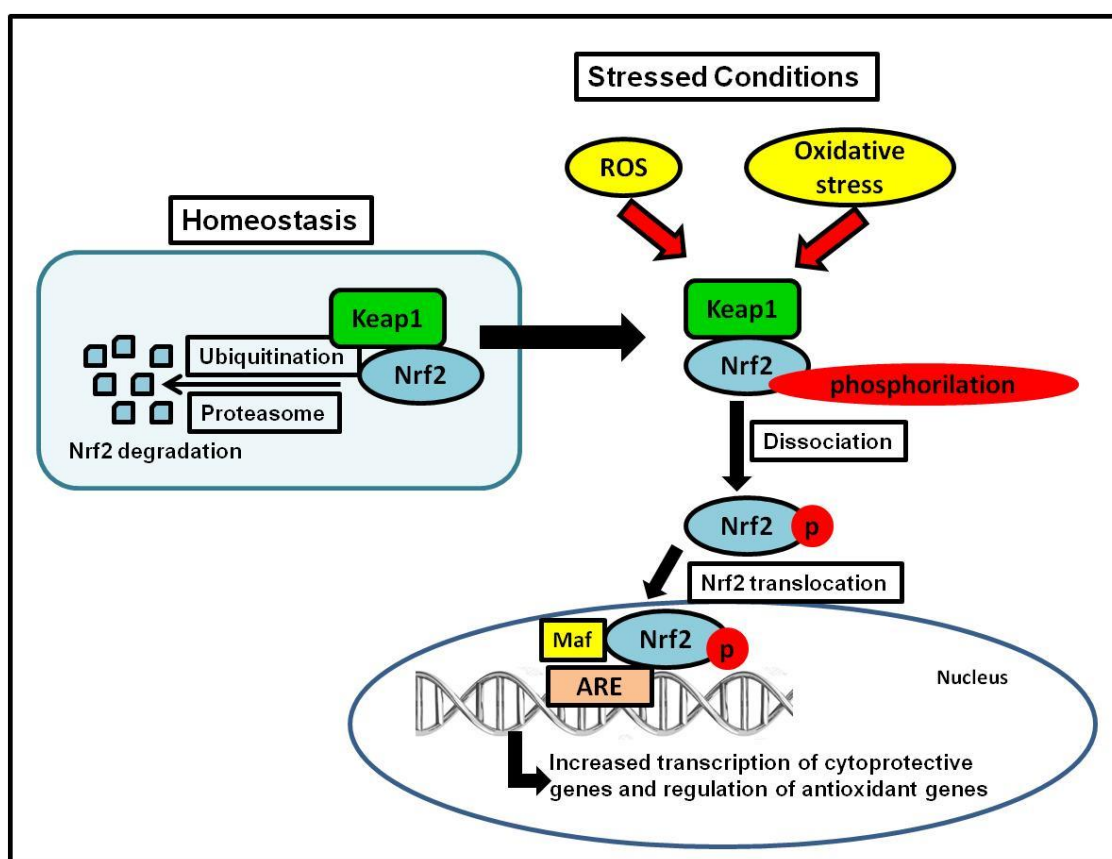 Stressed Conditions
ROS
Oxidative
stress
Homeostasis
Keap1
Nrf2
Ubiquitination
Proteasome
Nrf2 degradation
Keap1
Nrf2
phosphorilation
Dissociation
Nrf2
p
Nrf2 translocation
Maf
Nrf2
p
ARE
Nucleus
Increased transcription of cytoprotective
genes and regulation of antioxidant genes